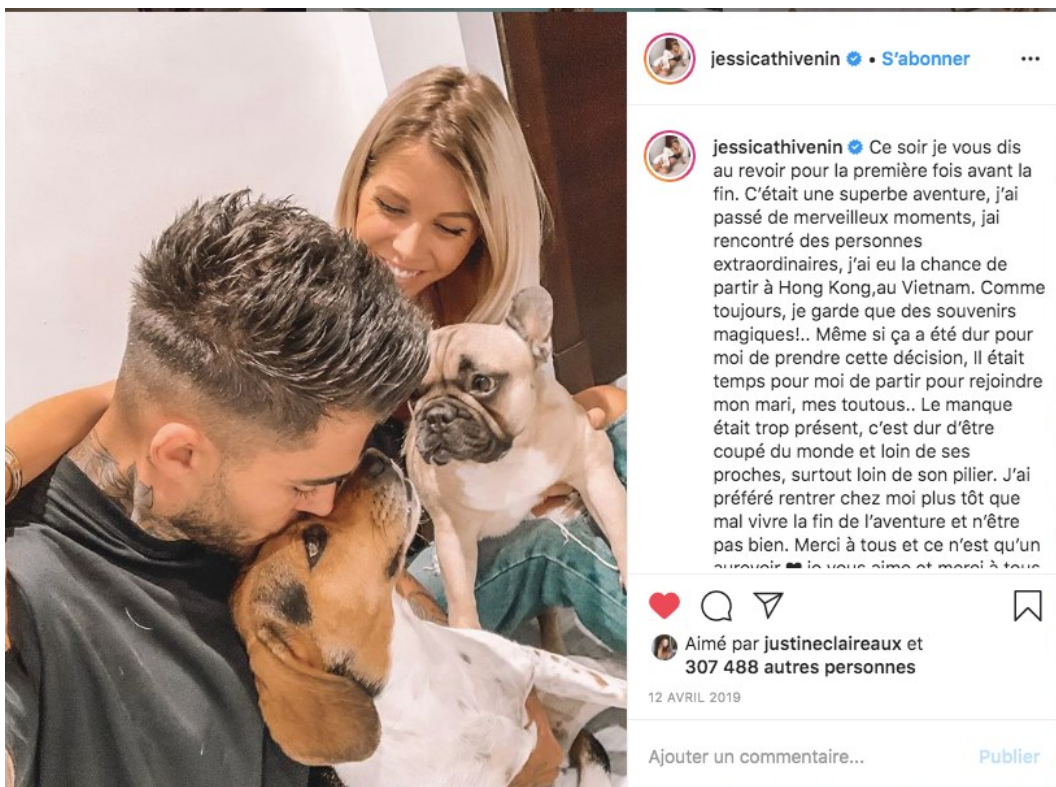 jessicathivenin • S'abonner
jessicathivenin Ce soir je vous dis
au revoir pour la première fois avant la
fin. C'était une superbe aventure, j'ai
passé de merveilleux moments, jai
rencontré des personnes
extraordinaires, j'ai eu la chance de
partir à Hong Kong,au Vietnam. Comme
toujours, je garde que des souvenirs
magiques!.. Même si ça a été dur pour
moi de prendre cette décision, Il était
temps pour moi de partir pour rejoindre
mon mari, mes toutous.. Le manque
était trop présent, c'est dur d'être
coupé du monde et loin de ses
proches, surtout loin de son pilier. J'ai
préféré rentrer chez moi plus tôt que
mal vivre la fin de l'aventure et n'être
pas bien. Merci à tous et ce n'est qu'un
aurevoir ❤ je vous aime et merci à tous
Aimé par justineclaireaux et
307 488 autres personnes
12 AVRIL 2019
Ajouter un commentaire... Publier